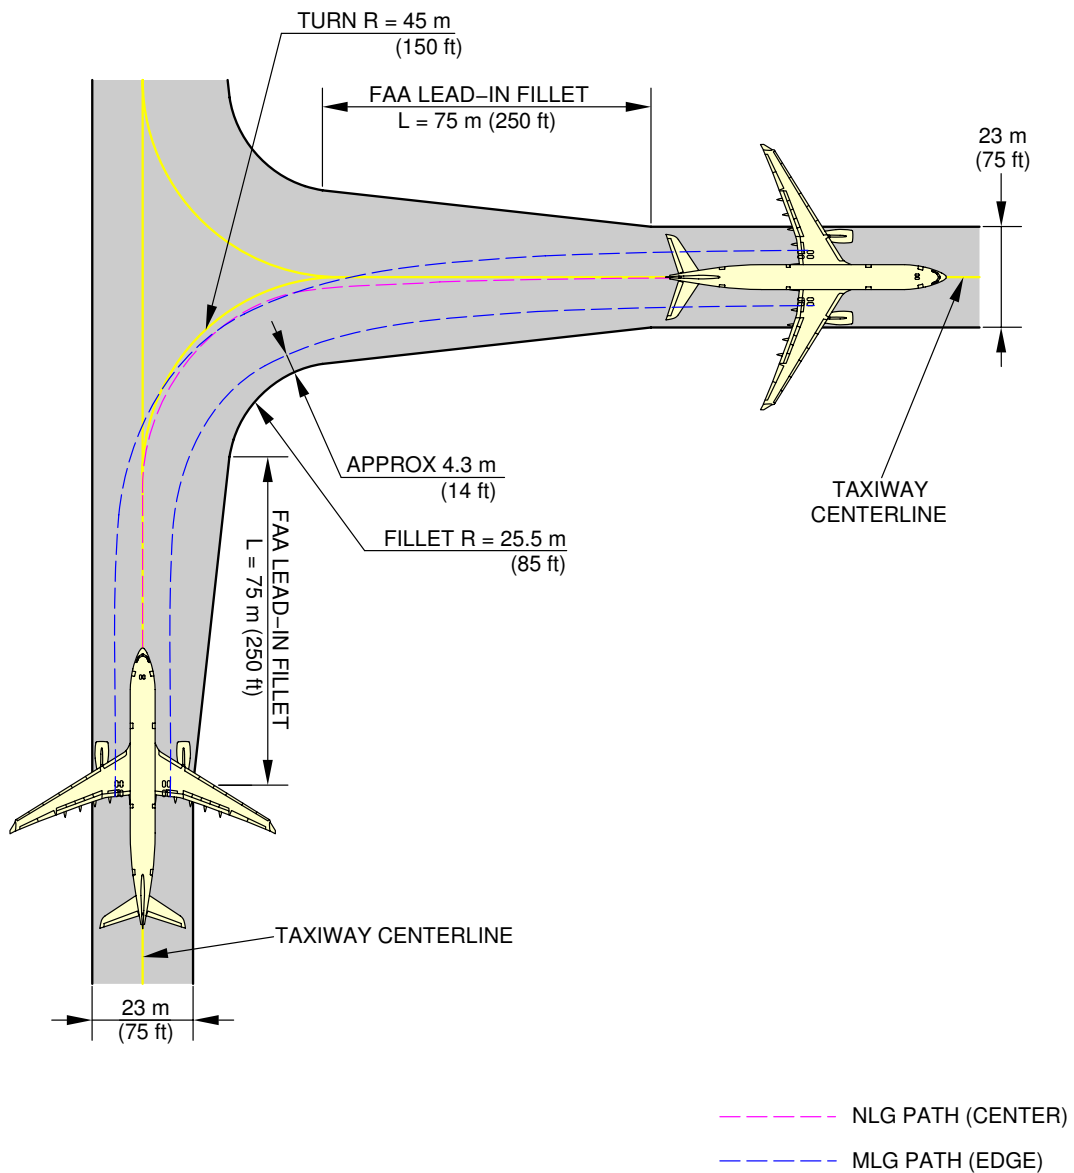 TURN R = 45 m
(150 ft)
FAA LEAD–IN FILLET
L = 75 m (250 ft)
23 m
(75 ft)
APPROX 4.3 m
(14 ft)
TAXIWAY
CENTERLINE
FILLET R = 25.5 m
(85 ft)
FAA LEAD–IN FILLET
L = 75 m (250 ft)
TAXIWAY CENTERLINE
23 m
(75 ft)
NLG PATH (CENTER)
MLG PATH (EDGE)